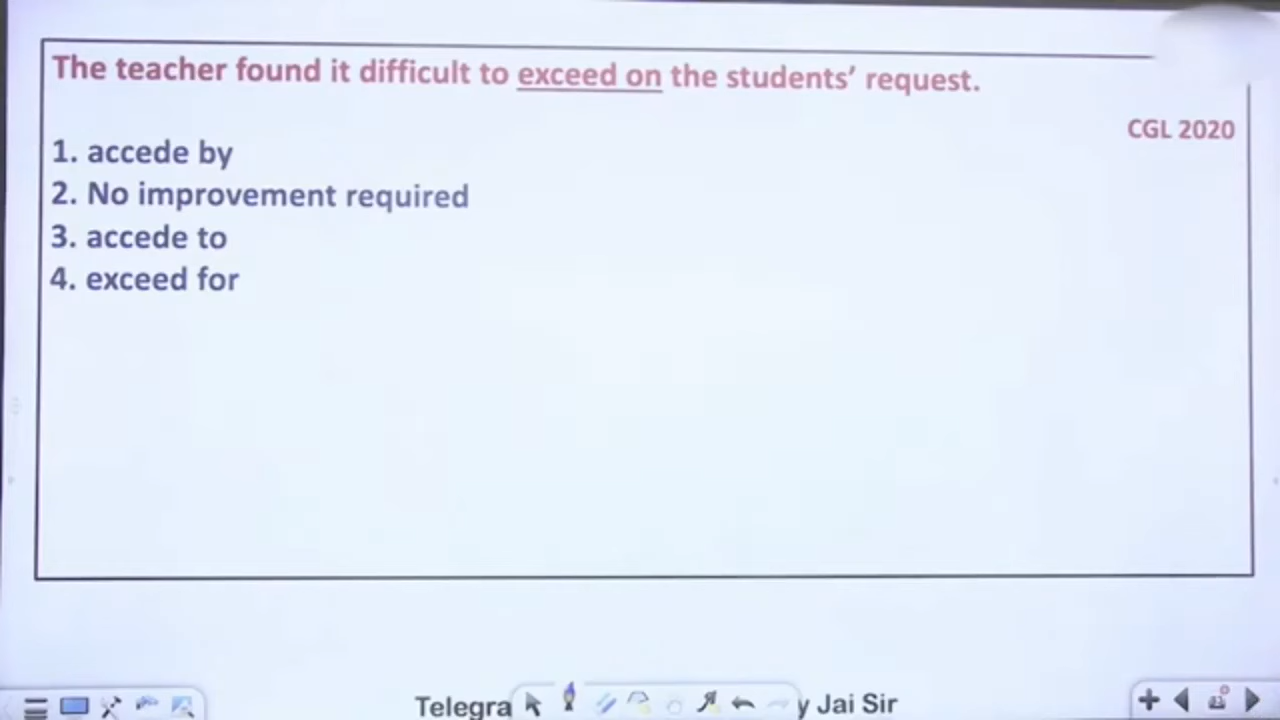 The teacher found it difficult to exceed on the students’ request.
CGL 2020
1. accede by
2. No improvement required
3. accede to
4. exceed for
Telegra
y Jai Sir